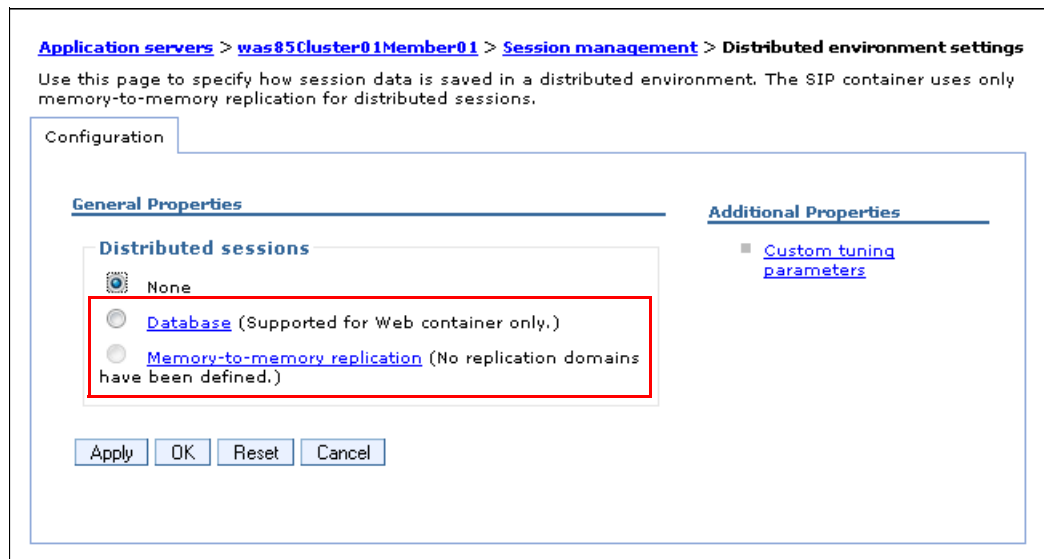 Application servers > was85Cluster01Member01 > Session management > Distributed environment settings
Use this page to specify how session data is saved in a distributed environment. The SIP container uses only
memory-to-memory replication for distributed sessions.
Configuration
General Properties
Distributed sessions
None
Database (Supported for Web container only.)
Memory-to-memory replication (No replication domains
have been defined.)
Apply OK Reset Cancel
Additional Properties
Custom tuning
parameters